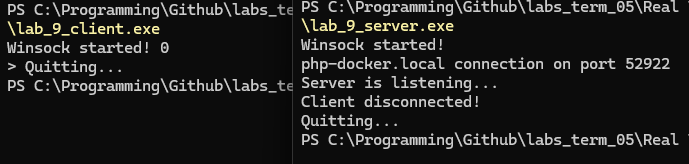 PS C:\Programming\Github\labs_te
\lab_9_client.exe
Winsock started! 0
> Quitting...
PS C:\Programming\Github\labs_te
PS C:\Programming\Github\labs_term_05\Real
\lab_9_server.exe
Winsock started!
php-docker.local connection on port 52922
Server is listening...
Client disconnected!
Quitting...
PS C:\Programming\Github\labs_term_05\Real